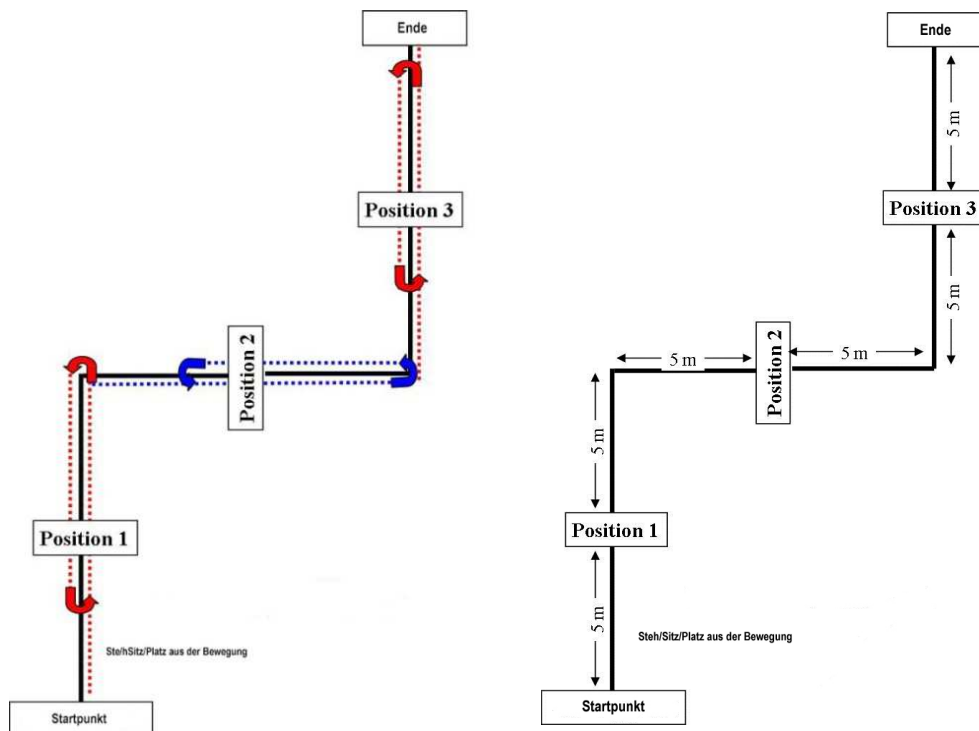 Ende
Position 3
Position 2
Position 1
Ste/hSitz/Platz aus der Bewegung
Startpunkt
Ende
5 m
Position 3
5 m
5 m
Position 2
5 m
5 m
Position 1
5 m
Steh/Sitz/Platz aus der Bewegung
Startpunkt